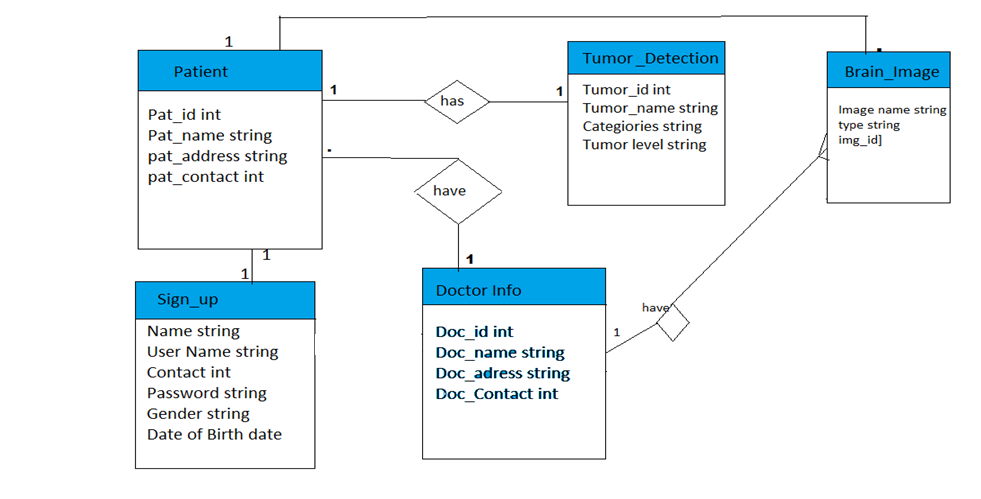 1
Patient
Pat_id int
Pat_name string
pat_address string
pat_contact int
1
has
1
Tumor _Detection
Tumor_id int
Tumor_name string
Categiories string
Tumor level string
*
Brain_Image
Image name string
type string
img_id]
*
have
1
1
1
Sign_up
Name string
User Name string
Contact int
Password string
Gender string
Date of Birth date
Doctor Info
Doc_id int
Doc_name string
Doc_adress string
Doc_Contact int
1
have